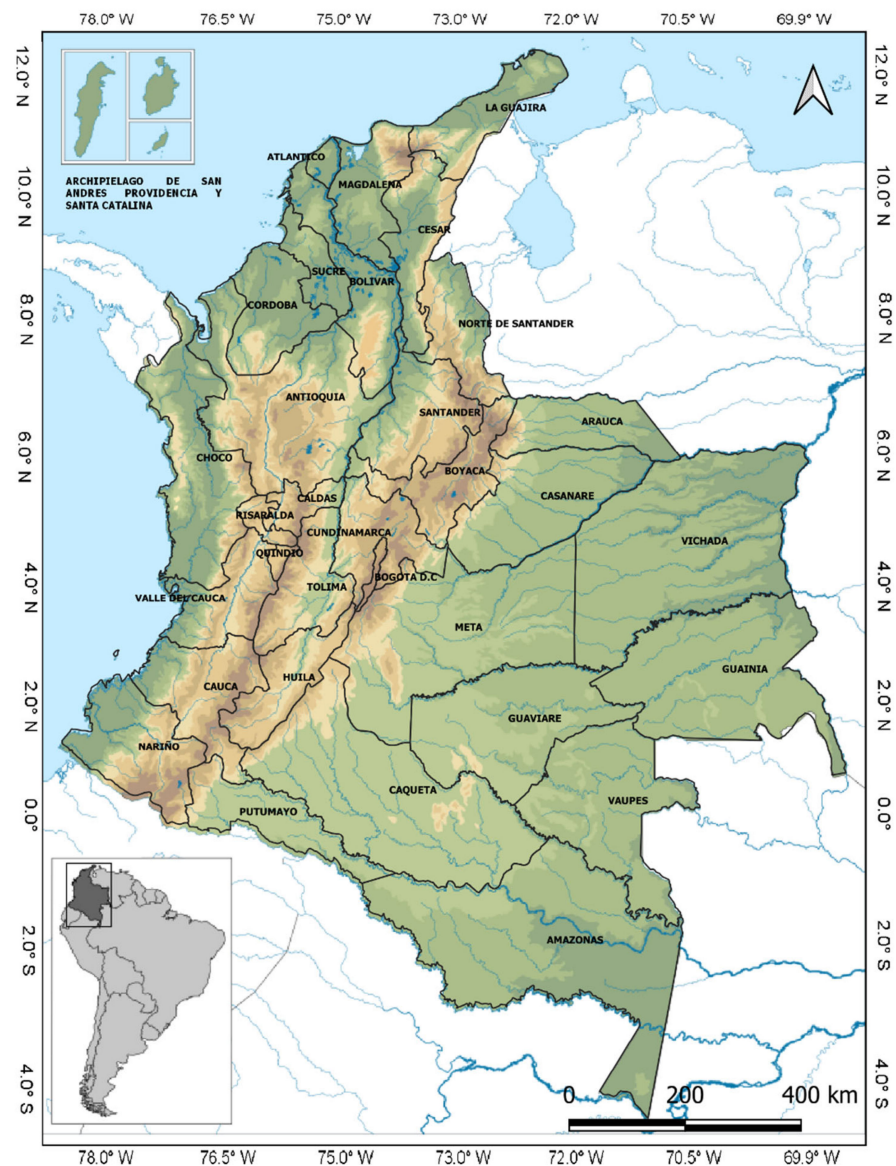 78.0° W 76.5° W 75.0° W 73.0° W 72.0° W 70.5° W 69.9° W
12.0° N 12.0° N
LA GUAJIRA
ATLANTICO
MAGDALENA
ARCHIPIELAGO DE SAN
ANDRES PROVIDENCIA Y
SANTA CATALINA
10.0° N 10.0° N
CESAR
SUCRE
BOLIVAR
CORDOBA
8.0° N 8.0° N
NORTE DE SANTANDER
ANTIOQUIA
SANTANDER
ARAUCA
6.0° N 6.0° N
CHOCO
BOYACA
CASANARE
CALDAS
RISARALDA
CUNDINAMARCA
VICHADA
QUINDIO
BOGOTA D.C
TOLIMA
4.0° N 4.0° N
VALLE DEL CAUCA
META
GUAINIA
HUILA
CAUCA
2.0° N 2.0° N
GUAVIARE
NARIÑO
CAQUETA
VAUPES
PUTUMAYO
0.0° 0.0°
AMAZONAS
2.0° S 2.0° S
4.0° S 4.0° S
0 200 400 km
78.0° W 76.5° W 75.0° W 73.0° W 72.0° W 70.5° W 69.9° W